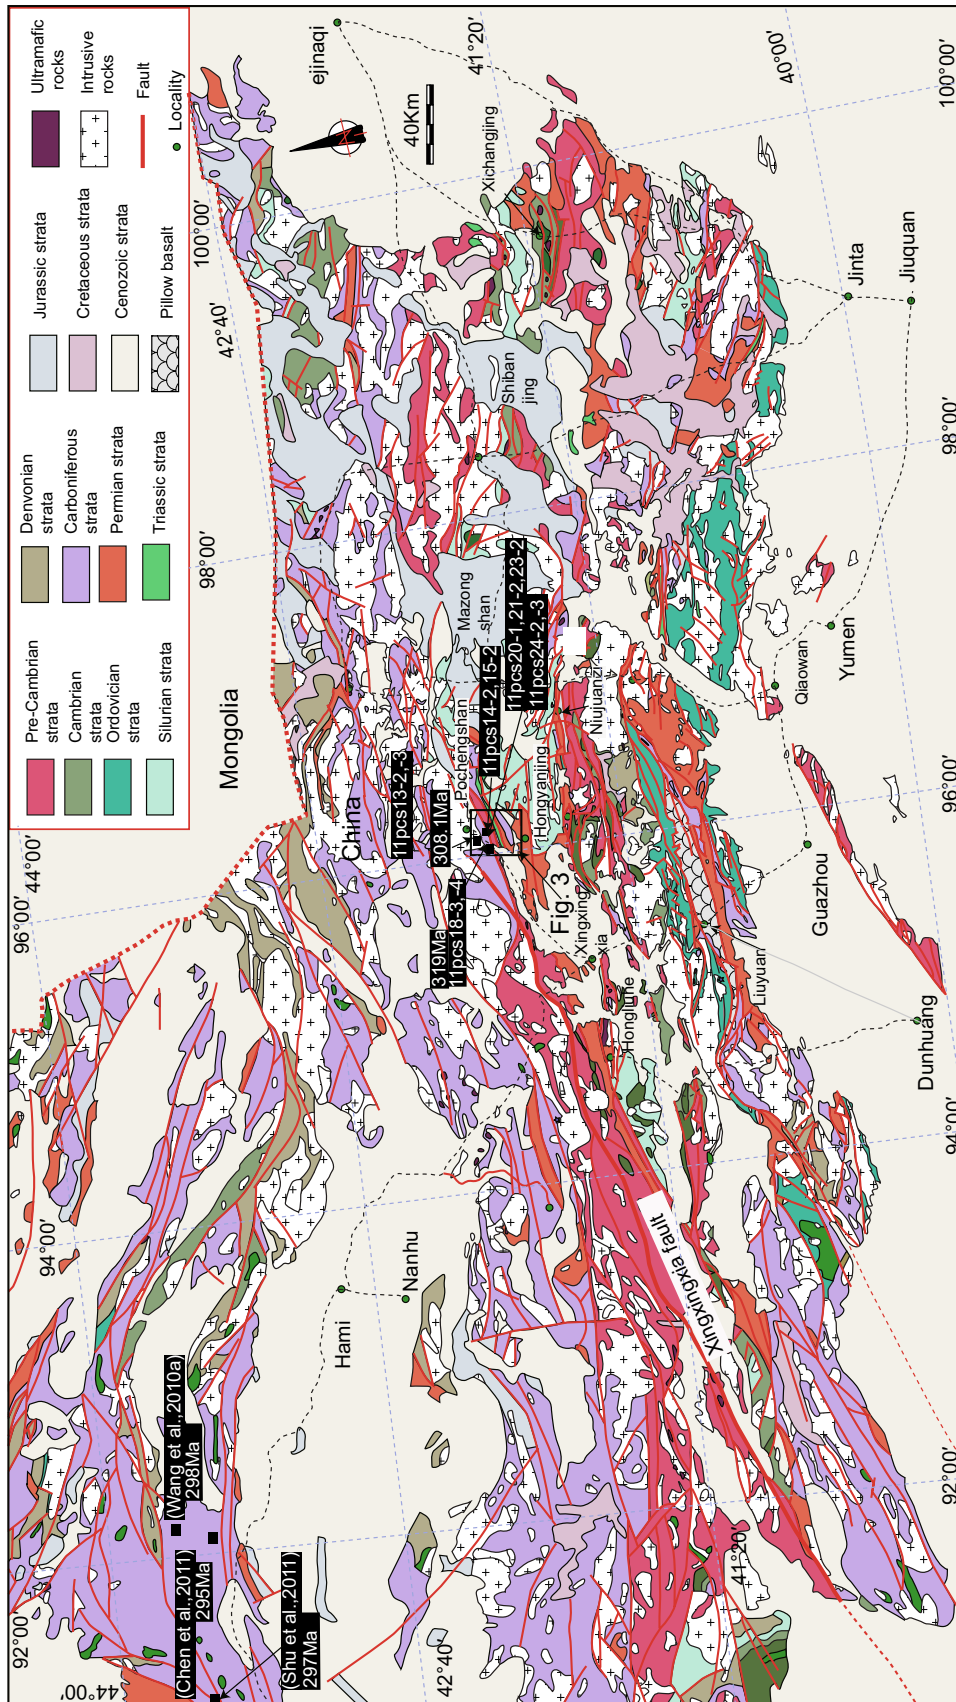 Pre-Cambrian
strata
Cambrian
strata
Ordovician
strata
Silurian strata
Denvonian
strata
Carboniferous
strata
Permian strata
Triassic strata
Jurassic strata
Cretaceous strata
Cenozoic strata
Pillow basalt
Ultramafic
rocks
Intrusive
rocks
Fault
Locality
92°00′
94°00′
96°00′
44°00′
98°00′
42°40′
100°00′
ejinaqi
41°20′
40°00′
100°00′
40Km
Mongolia
China
(Wang et al.,2010a)
298Ma
(Chen et al.,2011)
295Ma
(Shu et al.,2011)
297Ma
44°00′
42°40′
41°20′
Hami
Nanhu
11pcs13-2,-3
308.1Ma
319Ma
11pcs18-3,-4
Pochengshan
11pcs14-2,15-2
11pcs20-1,21-2,23-2
11pcs24-2,-3
Mazong
shan
Shiban
jing
Xichangjing
Hongyanjing
Niujuanzi
Fig. 3
Xingxing
xia
Hongliuhe
Xingxingxia fault
Liuyuan
Dunhuang
Guazhou
Qiaowan
Yumen
Jinta
Jiuquan
92°00′
94°00′
96°00′
98°00′